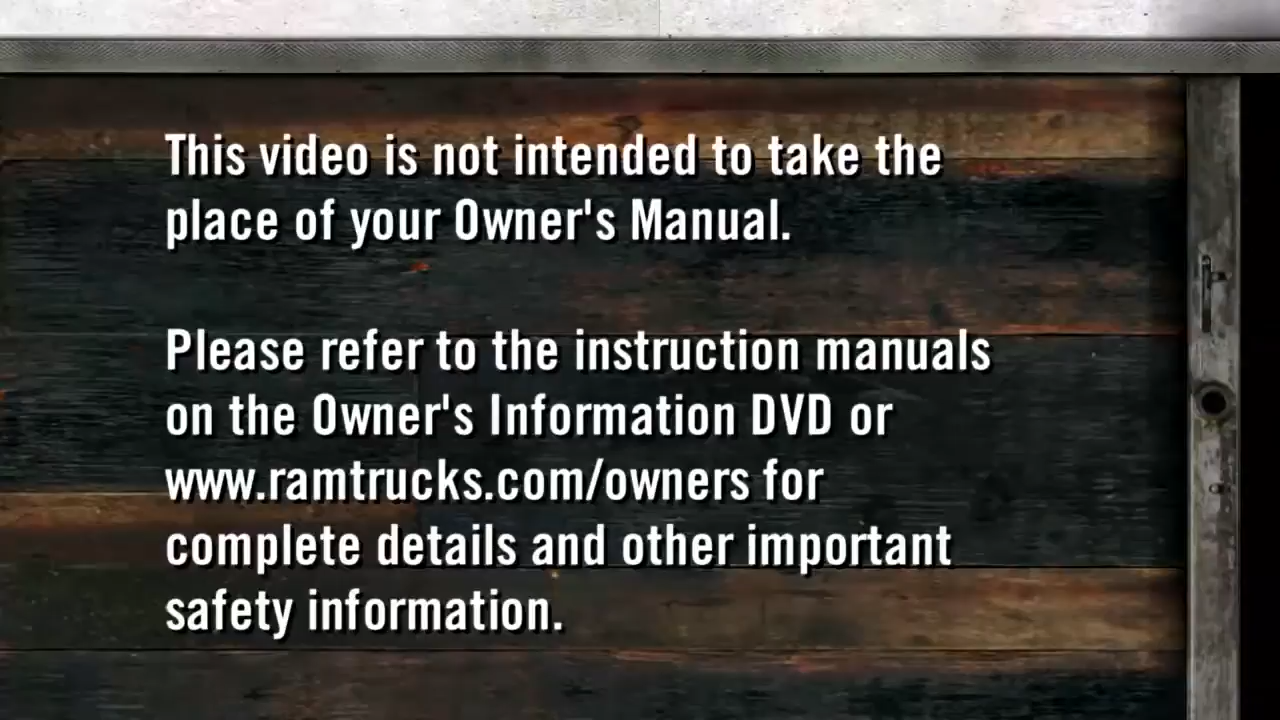 This video is not intended to take the
place of your Owner's Manual.
Please refer to the instruction manuals
on the Owner's Information DVD or
www.ramtrucks.com/owners for
complete details and other important
safety information.